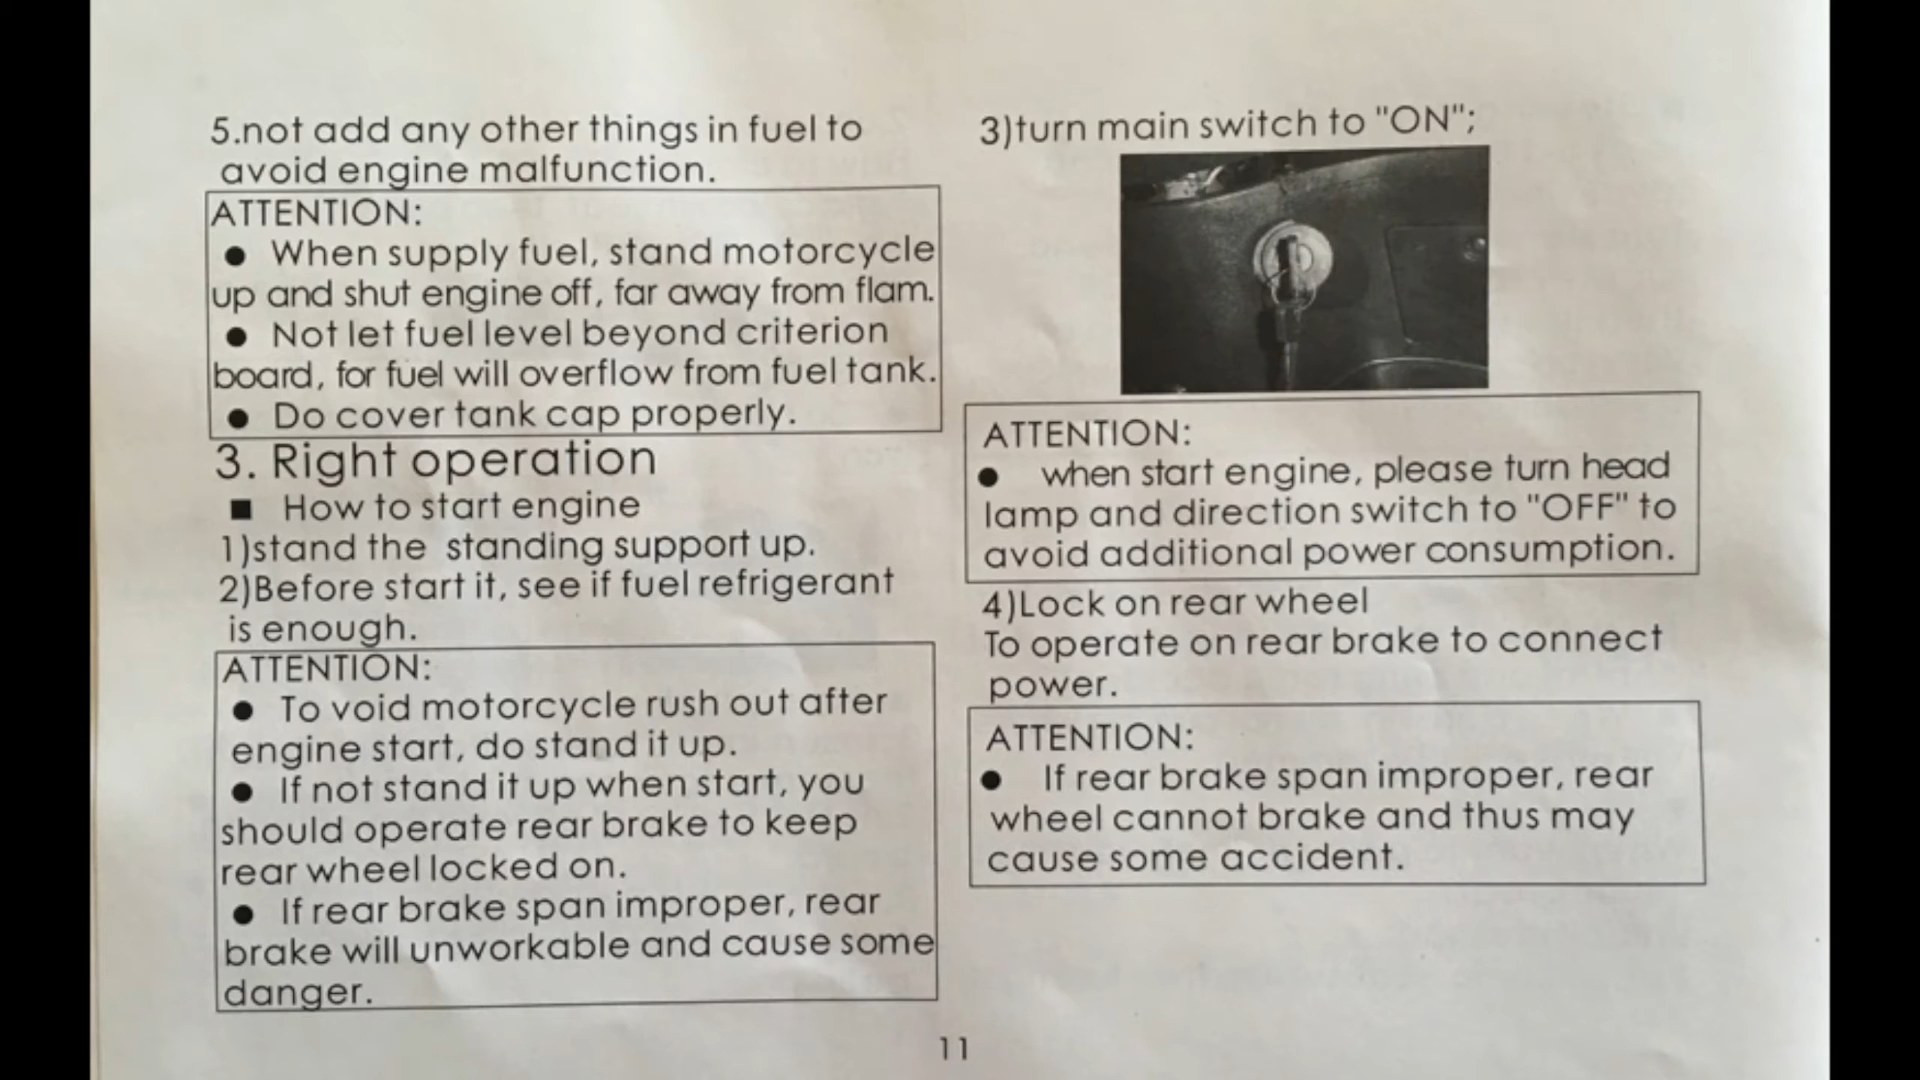 5.not add any other things in fuel to
avoid engine malfunction.
ATTENTION:
● When supply fuel, stand motorcycle
up and shut engine off, far away from flam.
● Not let fuel level beyond criterion
board, for fuel will overflow from fuel tank.
● Do cover tank cap properly.
3. Right operation
■ How to start engine
1)stand the standing support up.
2)Before start it, see if fuel refrigerant
is enough.
ATTENTION:
● To void motorcycle rush out after
engine start, do stand it up.
● If not stand it up when start, you
should operate rear brake to keep
rear wheel locked on.
● If rear brake span improper, rear
brake will unworkable and cause some
danger.
3)turn main switch to "ON";
ATTENTION:
● when start engine, please turn head
lamp and direction switch to "OFF" to
avoid additional power consumption.
4)Lock on rear wheel
To operate on rear brake to connect
power.
ATTENTION:
● If rear brake span improper, rear
wheel cannot brake and thus may
cause some accident.
11